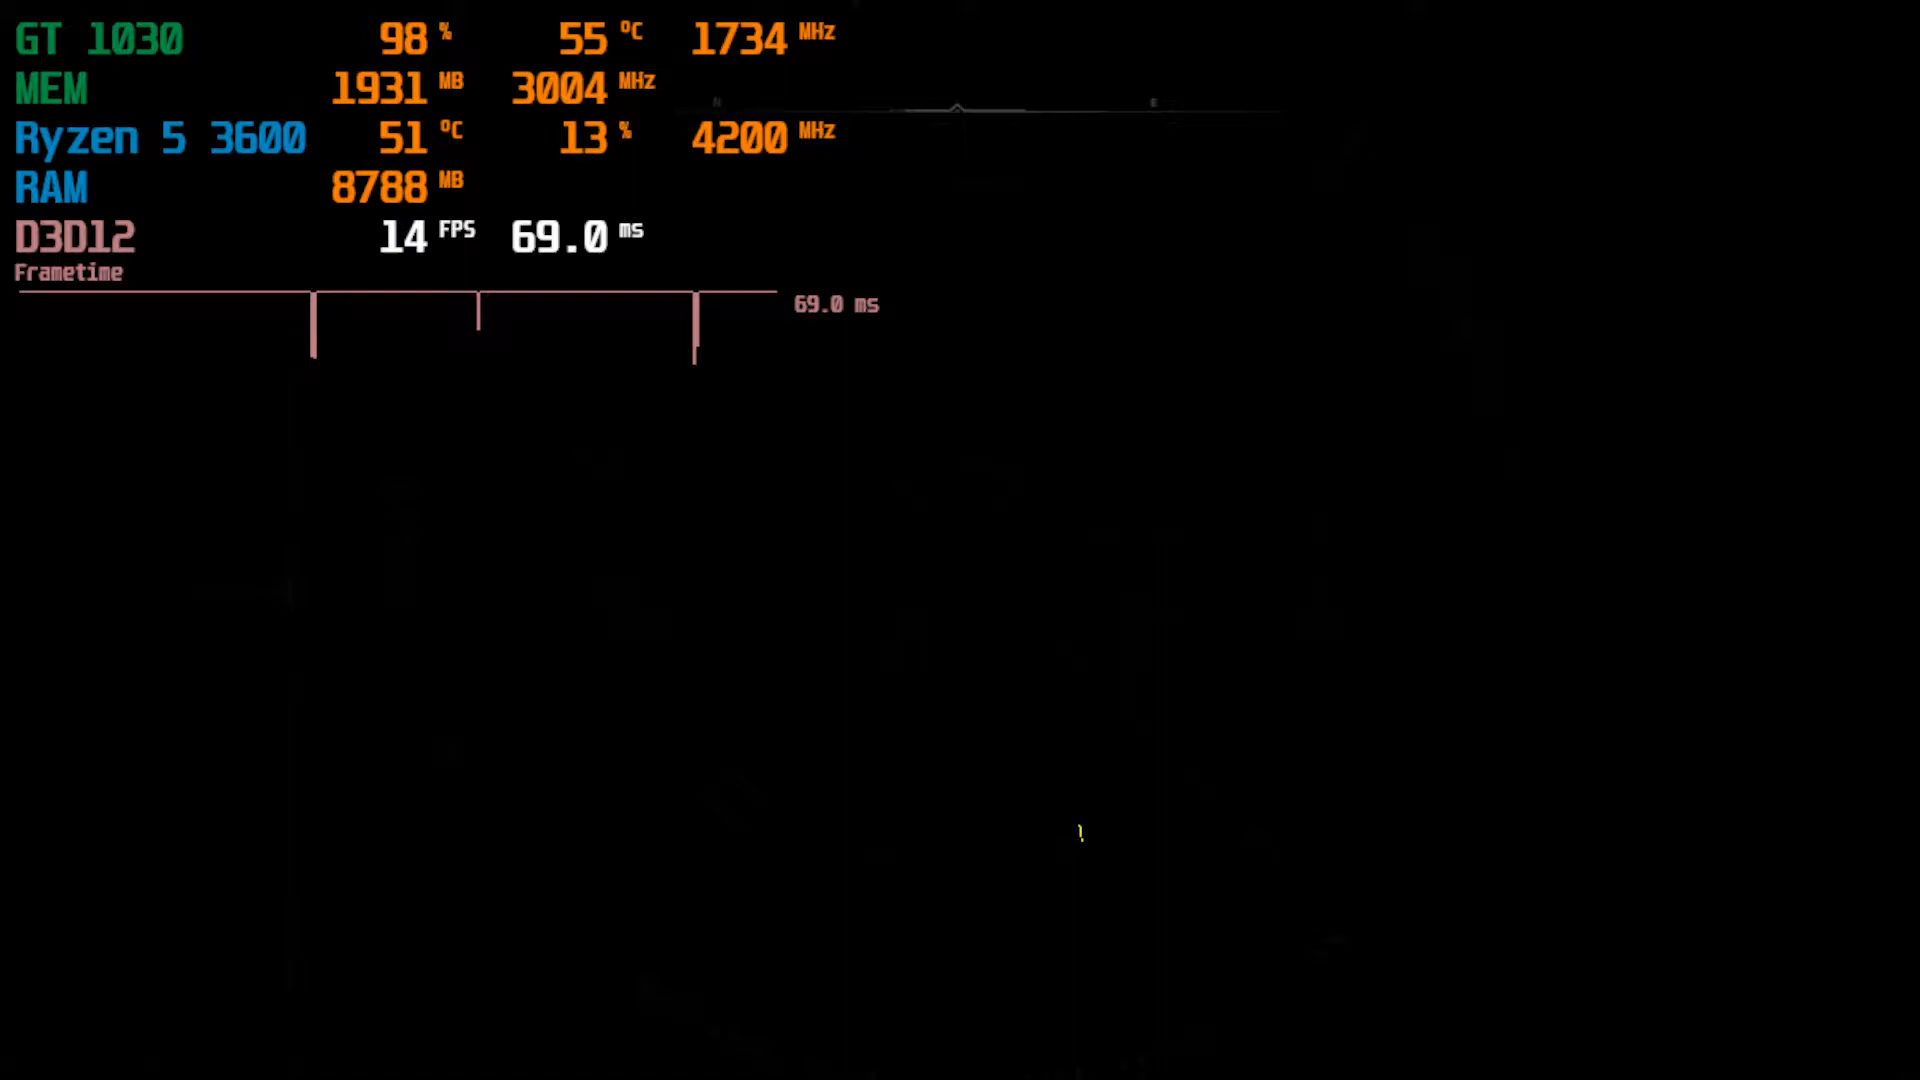 GT 1030 98 % 55 °C 1734 MHz
MEM 1931 MB 3004 MHz
N E
Ryzen 5 3600 51 °C 13 % 4200 MHz
RAM 8788 MB
D3D12 14 FPS 69.0 ms
Frametime
69.0 ms